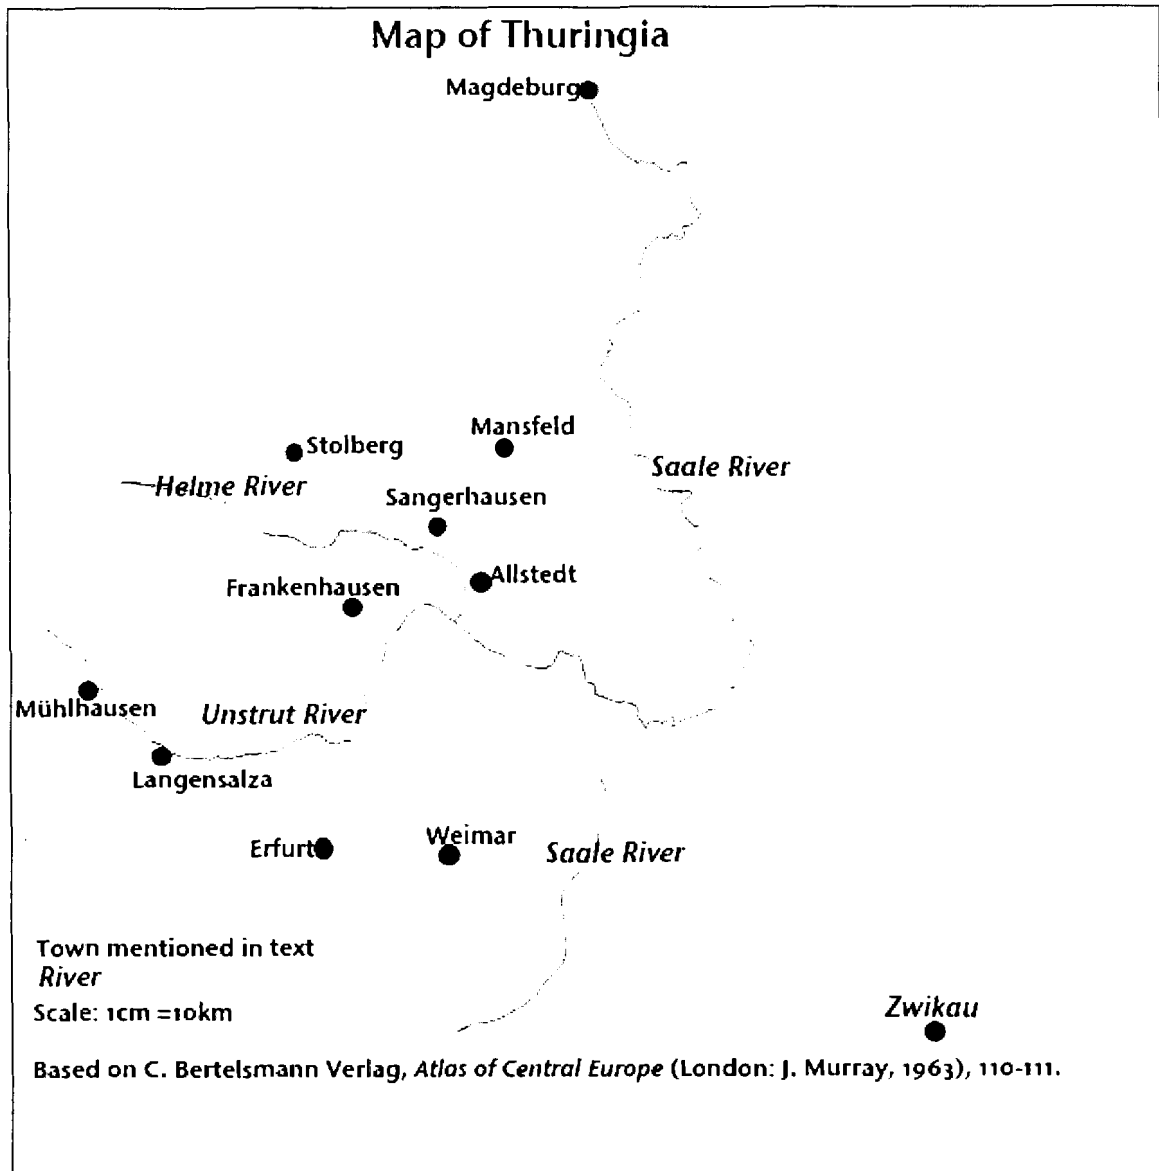 Map of Thuringia
Magdeburg
Mansfeld
Stolberg
Saale River
Helme River
Sangerhausen
Allstedt
Frankenhausen
Mühlhausen
Unstrut River
Langensalza
Erfurt
Weimar
Saale River
Town mentioned in text
River
Scale: 1cm =10km
Zwikau
Based on C. Bertelsmann Verlag, Atlas of Central Europe (London: J. Murray, 1963), 110-111.